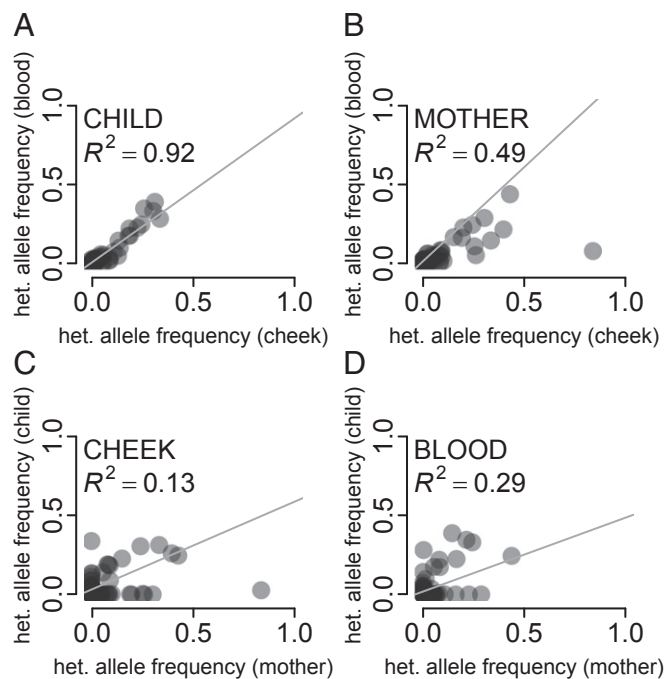 A
het. allele frequency (blood)
1.0
0.5
0.0
CHILD
R² = 0.92
0.0 0.5 1.0
het. allele frequency (cheek)
B
het. allele frequency (blood)
1.0
0.5
0.0
MOTHER
R² = 0.49
0.0 0.5 1.0
het. allele frequency (cheek)
C
het. allele frequency (child)
1.0
0.5
0.0
CHEEK
R² = 0.13
0.0 0.5 1.0
het. allele frequency (mother)
D
het. allele frequency (child)
1.0
0.5
0.0
BLOOD
R² = 0.29
0.0 0.5 1.0
het. allele frequency (mother)